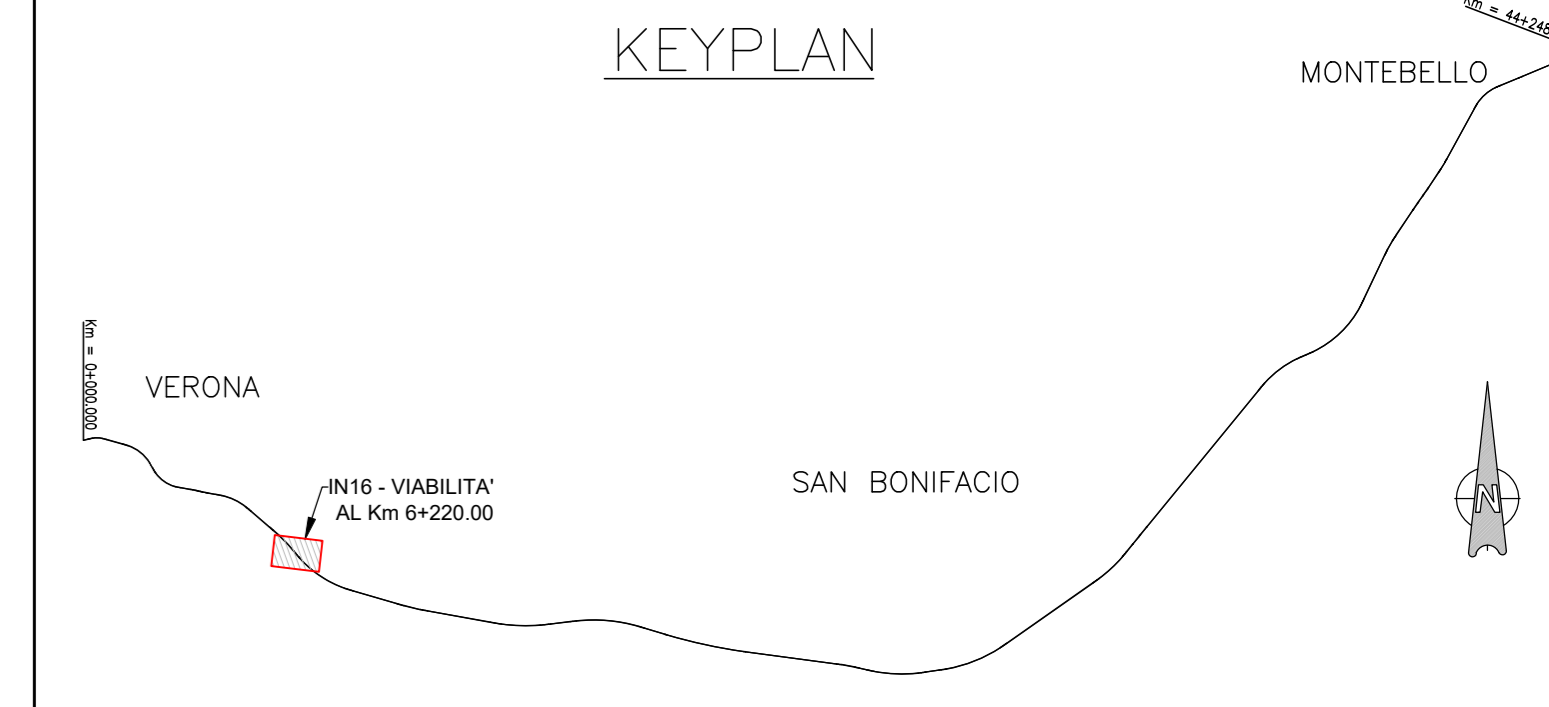 KEYPLAN
Km = 44+248
MONTEBELLO
Km = 0+000.000
VERONA
IN16 - VIABILITA'
AL Km 6+220.00
SAN BONIFACIO
N